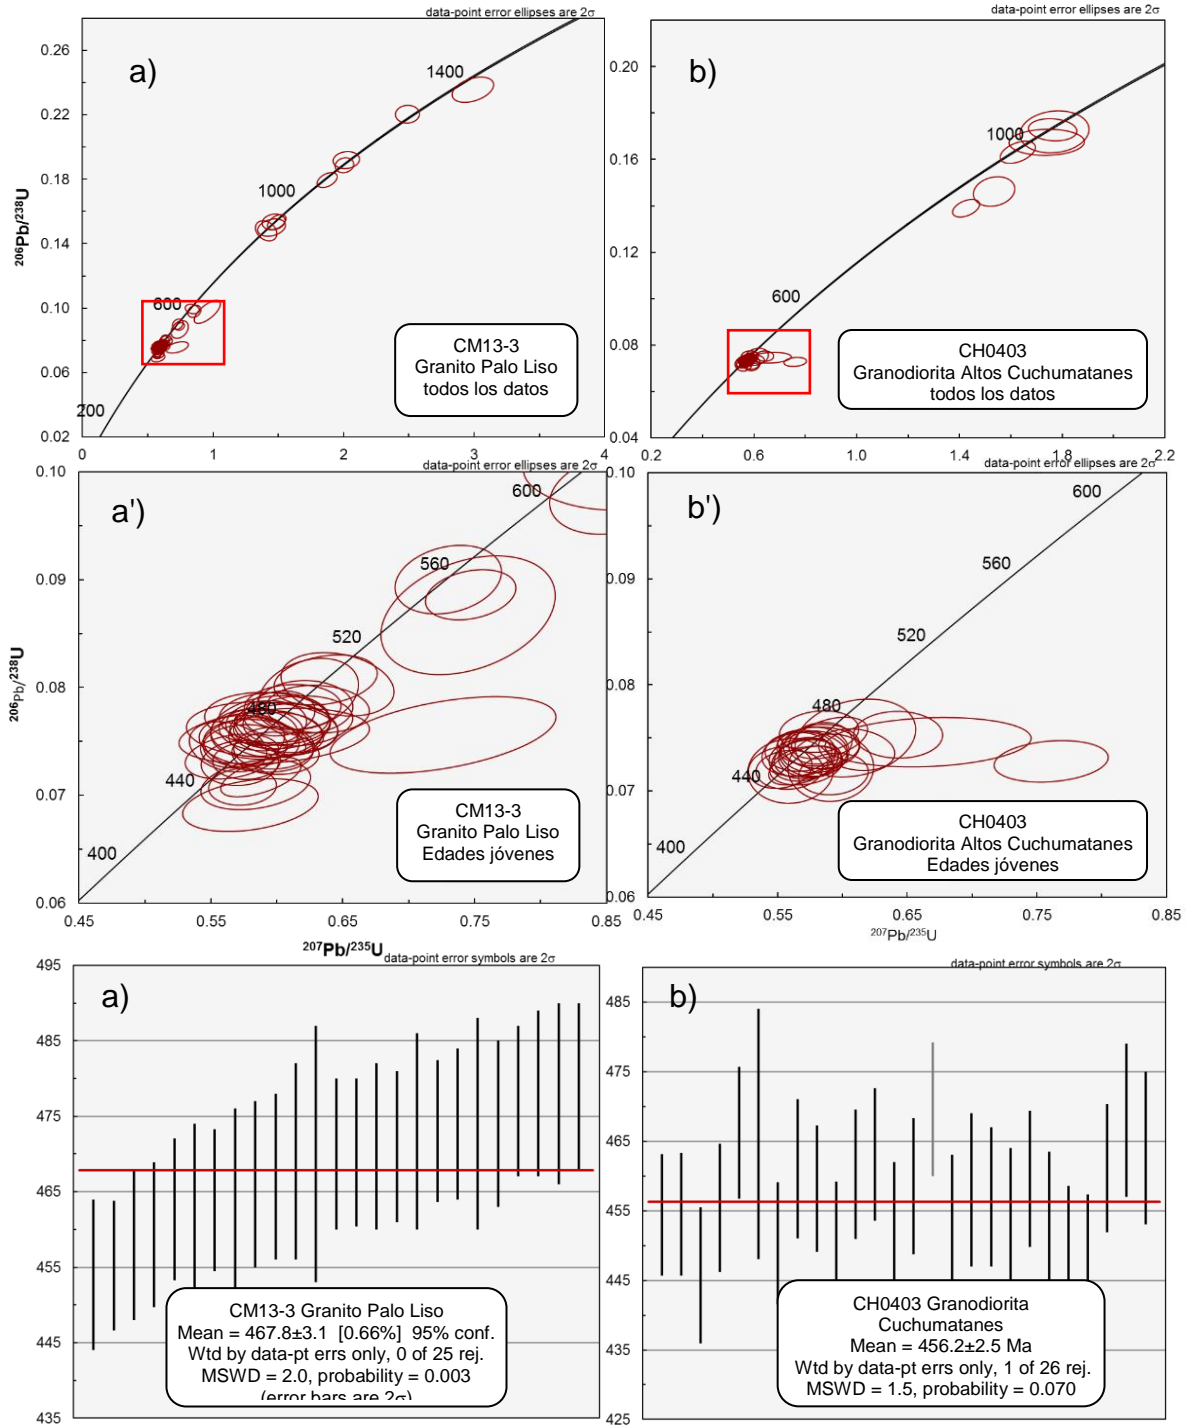 data-point error ellipses are 2σ
a)
0.26
0.22
0.18
0.14
0.10
0.06
0.02
206Pb/238U
1400
1000
600
200
CM13-3
Granito Palo Liso
todos los datos
0
1
2
3
4
data-point error ellipses are 2σ
b)
0.20
0.16
0.12
0.08
0.04
1000
600
CH0403
Granodiorita Altos Cuchumatanes
todos los datos
0.2
0.6
1.0
1.4
1.8
2.2
data-point error ellipses are 2σ
a')
0.10
0.09
0.08
0.07
0.06
206Pb/238U
600
560
520
480
440
400
CM13-3
Granito Palo Liso
Edades jóvenes
0.45
0.55
0.65
0.75
0.85
207Pb/235U
data-point error ellipses are 2σ
b')
0.10
0.09
0.08
0.07
0.06
600
560
520
480
440
400
CH0403
Granodiorita Altos Cuchumatanes
Edades jóvenes
0.45
0.55
0.65
0.75
0.85
207Pb/235U
data-point error symbols are 2σ
a)
495
485
475
465
455
445
435
CM13-3 Granito Palo Liso
Mean = 467.8±3.1 [0.66%] 95% conf.
Wtd by data-pt errs only, 0 of 25 rej.
MSWD = 2.0, probability = 0.003
(error bars are 2σ)
data-point error symbols are 2σ
b)
485
475
465
455
445
435
425
CH0403 Granodiorita
Cuchumatanes
Mean = 456.2±2.5 Ma
Wtd by data-pt errs only, 1 of 26 rej.
MSWD = 1.5, probability = 0.070